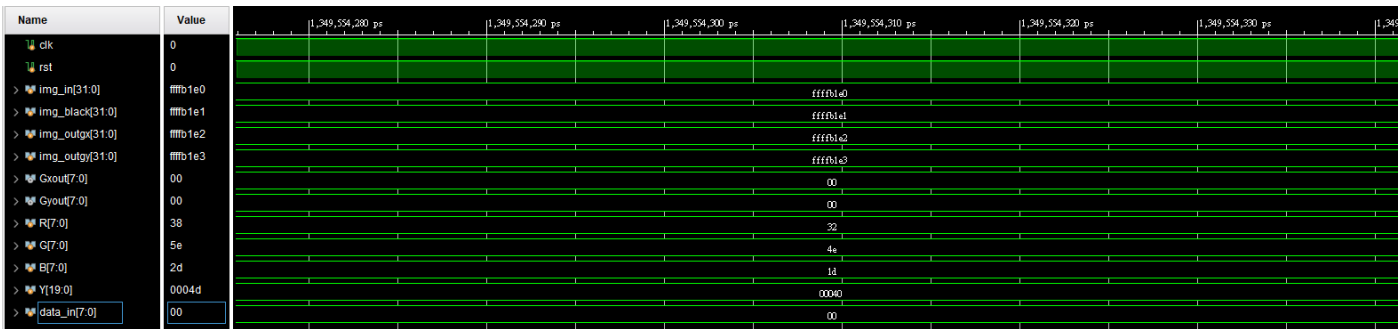 Name Value 1,349,554,280 ps 1,349,554,290 ps 1,349,554,300 ps 1,349,554,310 ps 1,349,554,320 ps 1,349,554,330 ps 1,349
clk 0
rst 0
img_in[31:0] ffffb1e0 ffffb1e0
img_black[31:0] ffffb1e1 ffffb1e1
img_outgx[31:0] ffffb1e2 ffffb1e2
img_outgy[31:0] ffffb1e3 ffffb1e3
Gxout[7:0] 00 00
Gyout[7:0] 00 00
R[7:0] 38 32
G[7:0] 5e 4e
B[7:0] 2d 1d
Y[19:0] 0004d 00040
data_in[7:0] 00 00